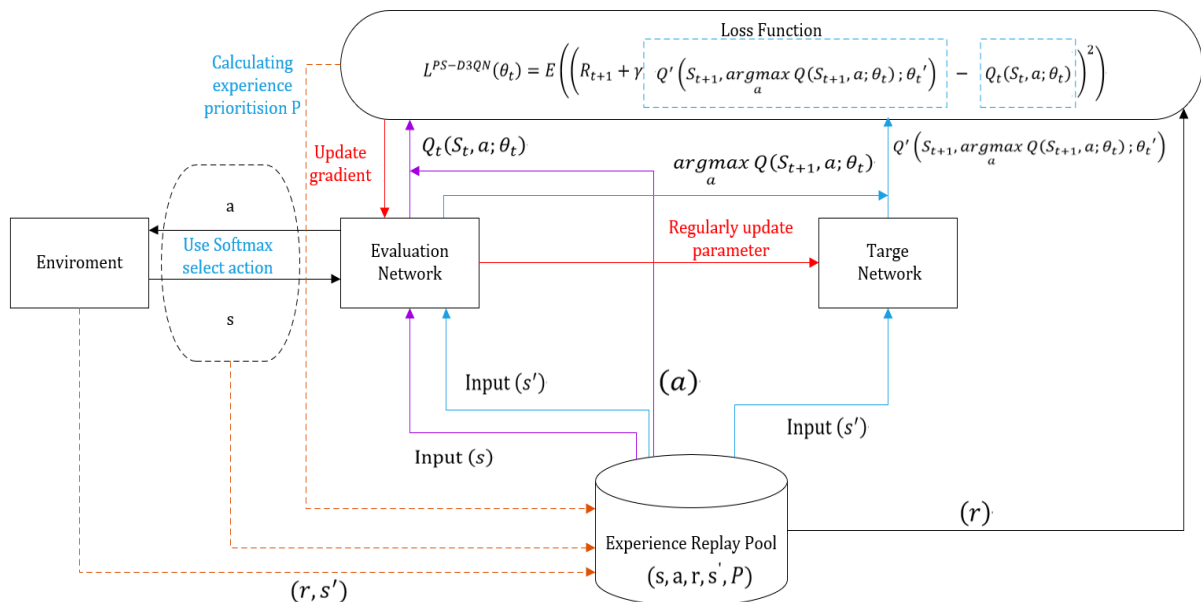 Loss Function
L^{PS−D3QN}(θ_t) = E((R_{t+1} + γ Q′(S_{t+1}, argmax_a Q(S_{t+1}, a; θ_t) ; θ_t′) − Q_t(S_t, a; θ_t))^2)
Calculating
experience
prioritision P
Update
gradient
Q_t(S_t, a; θ_t)
argmax_a Q(S_{t+1}, a; θ_t)
Q′(S_{t+1}, argmax_a Q(S_{t+1}, a; θ_t) ; θ_t′)
a
Use Softmax
select action
s
Enviroment
Evaluation
Network
Regularly update
parameter
Targe
Network
Input (s′)
(a)
Input (s′)
Input (s)
(r)
Experience Replay Pool
(s, a, r, s′, P)
(r, s′)